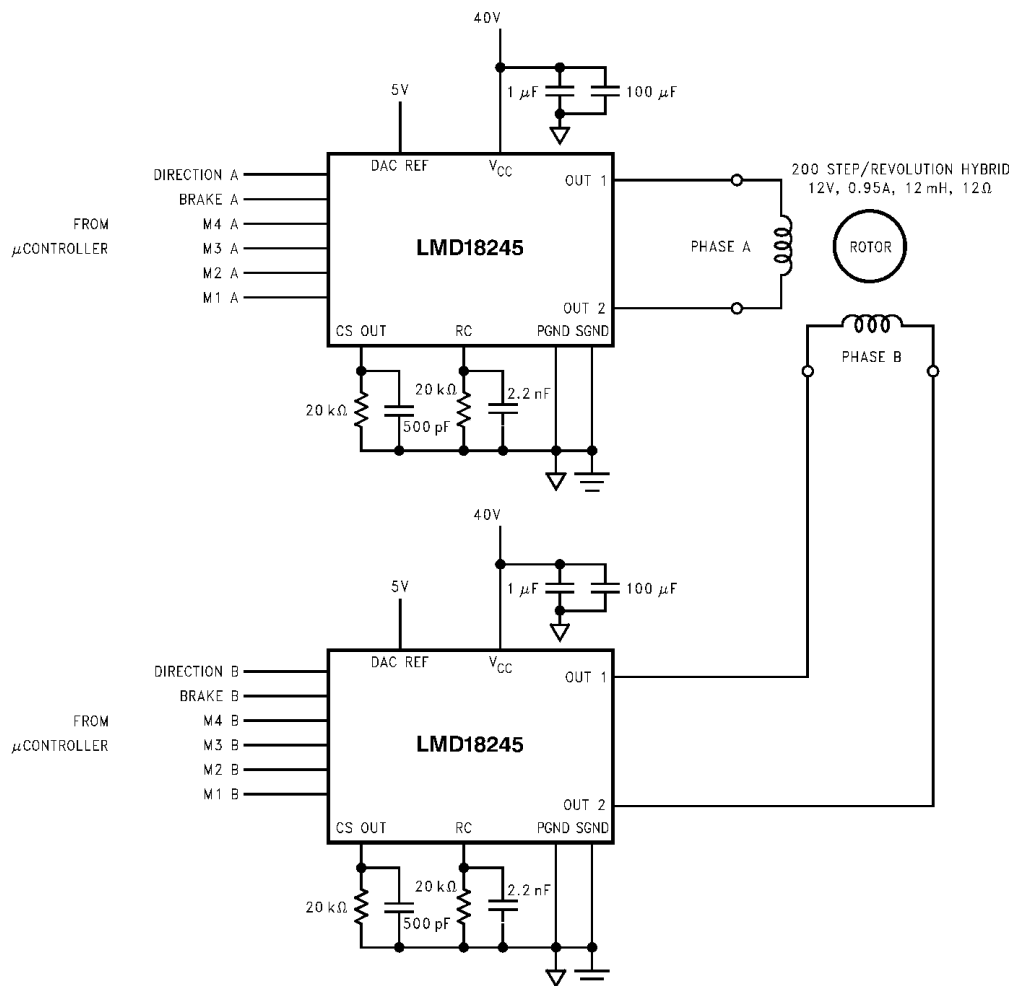 40V
1 μF
100 μF
5V
DAC REF
VCC
DIRECTION A
BRAKE A
M4 A
M3 A
M2 A
M1 A
FROM
μCONTROLLER
LMD18245
OUT 1
OUT 2
CS OUT
RC
PGND SGND
200 STEP/REVOLUTION HYBRID
12V, 0.95A, 12 mH, 12Ω
PHASE A
ROTOR
PHASE B
20 kΩ
500 pF
20 kΩ
2.2 nF
40V
1 μF
100 μF
5V
DAC REF
VCC
DIRECTION B
BRAKE B
M4 B
M3 B
M2 B
M1 B
FROM
μCONTROLLER
LMD18245
OUT 1
OUT 2
CS OUT
RC
PGND SGND
20 kΩ
500 pF
20 kΩ
2.2 nF